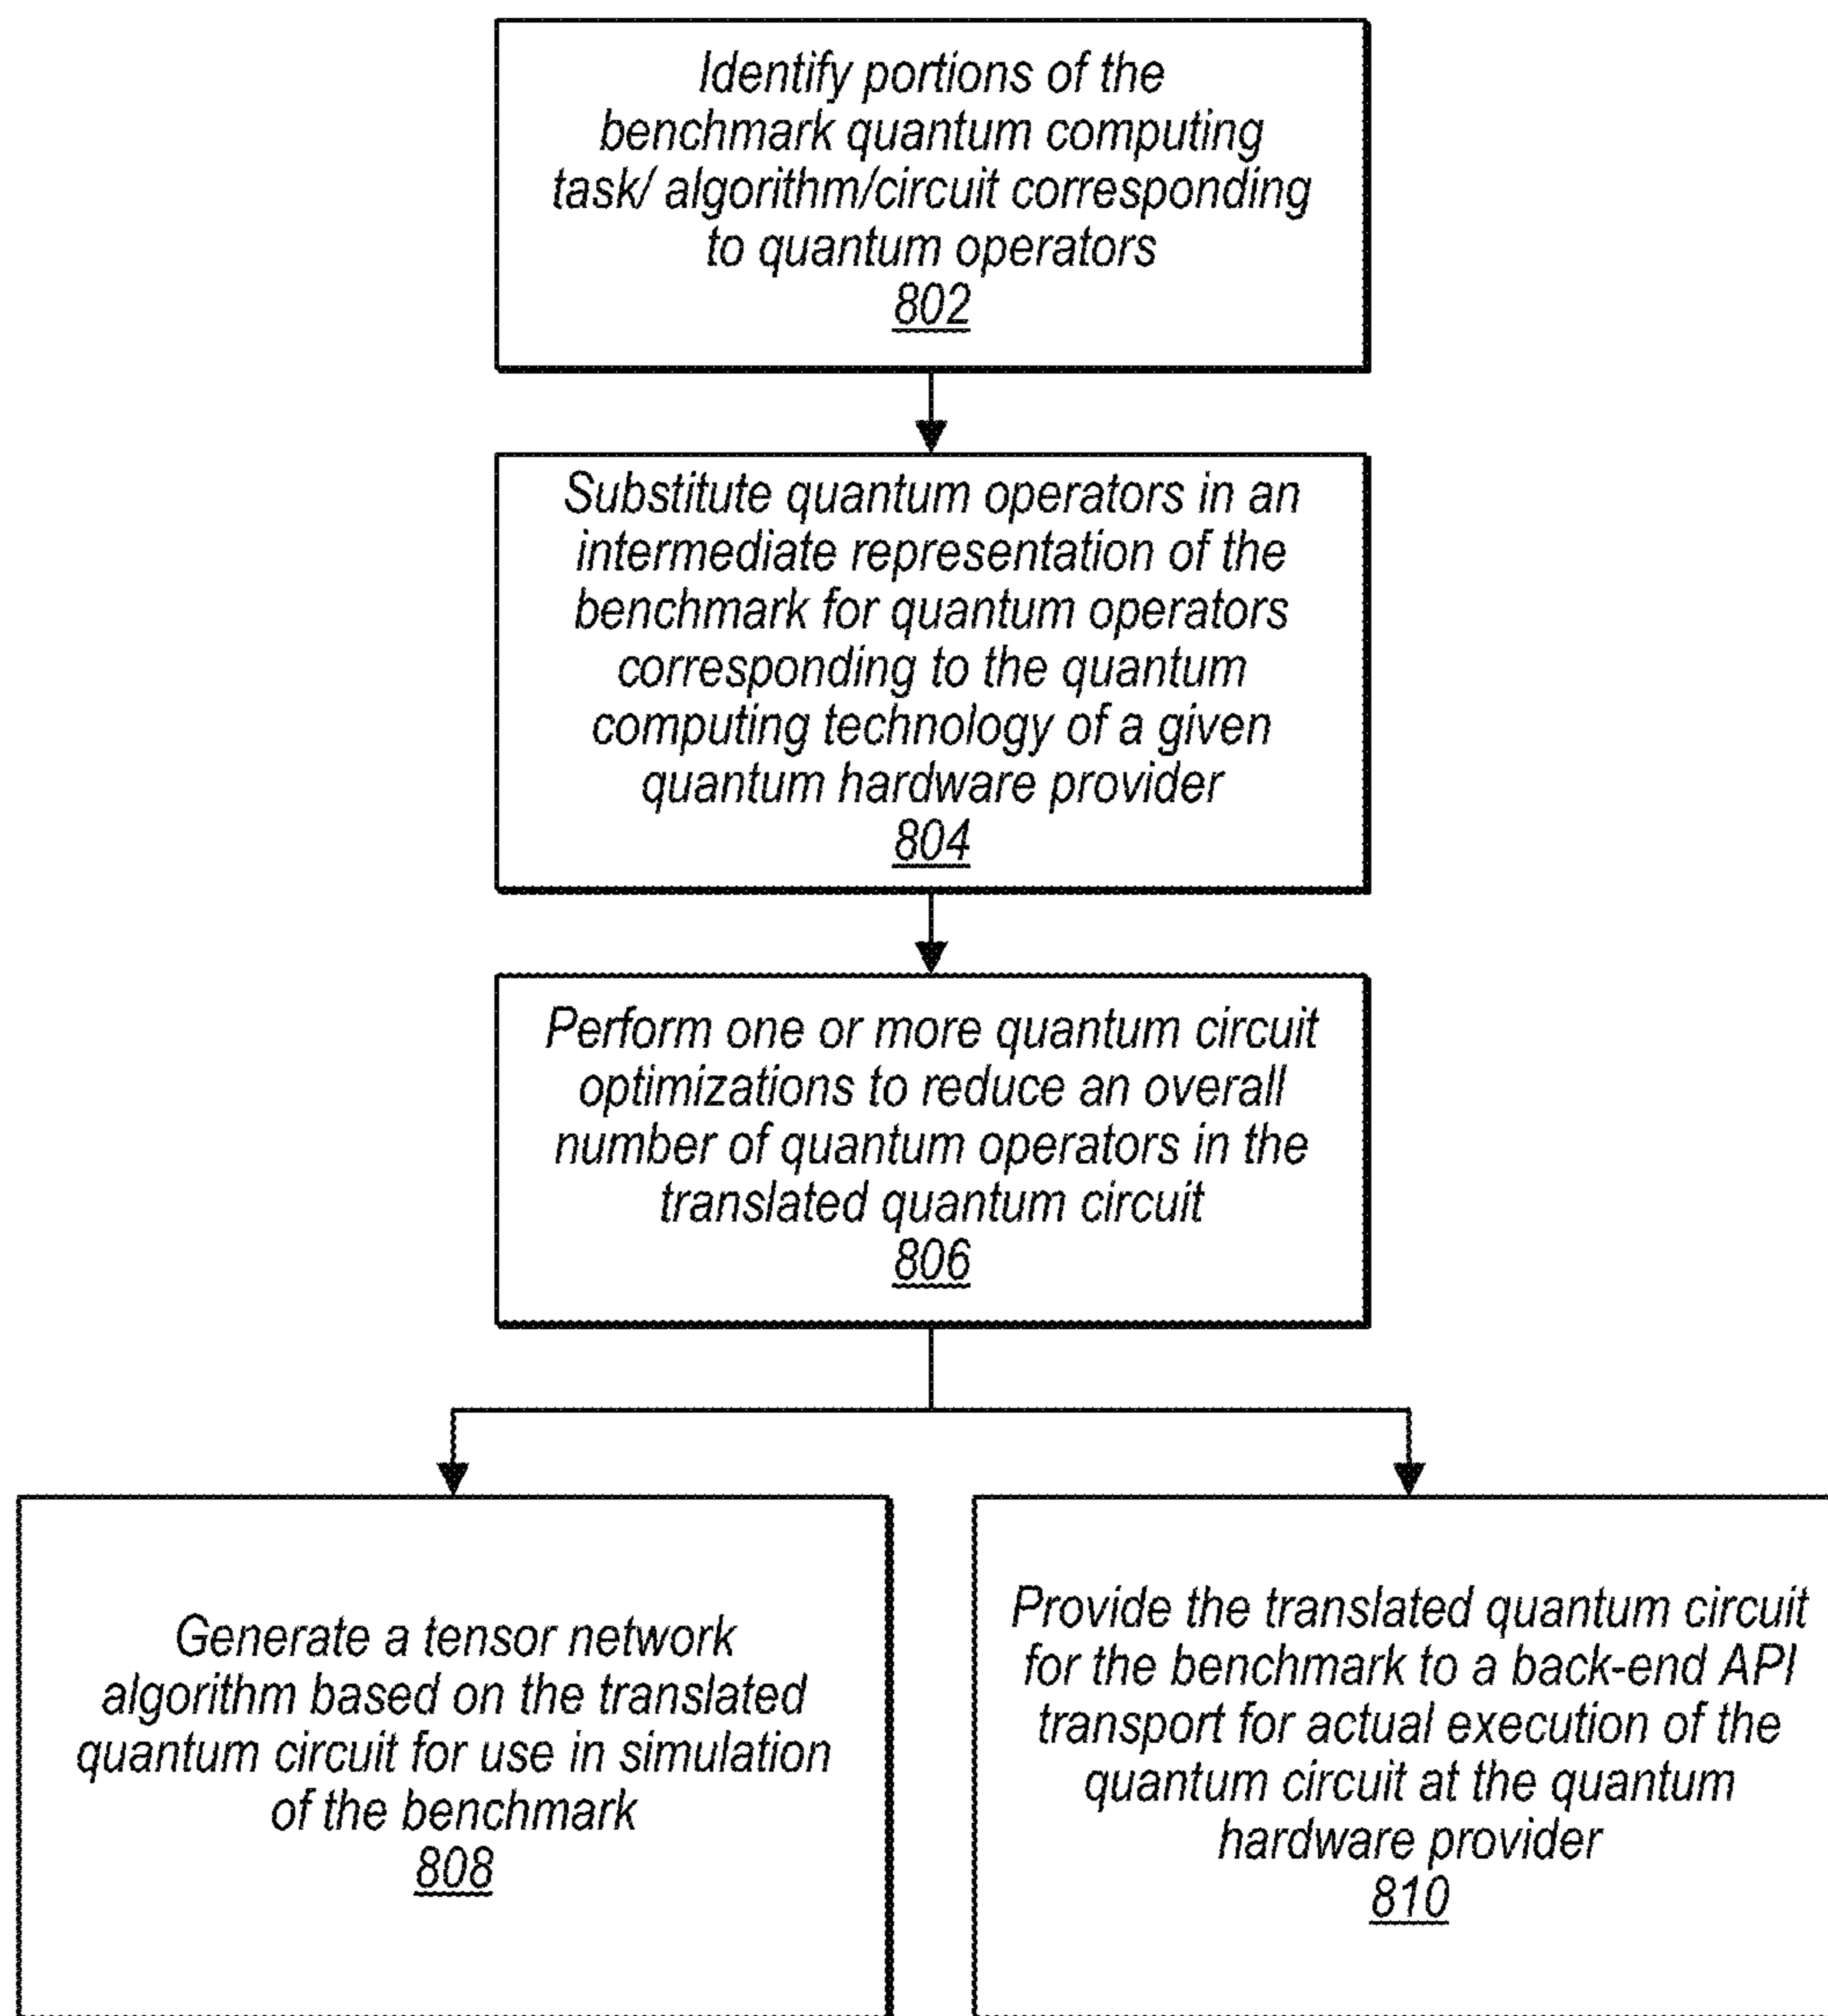 Identify portions of the
benchmark quantum computing
task/ algorithm/circuit corresponding
to quantum operators
802
Substitute quantum operators in an
intermediate representation of the
benchmark for quantum operators
corresponding to the quantum
computing technology of a given
quantum hardware provider
804
Perform one or more quantum circuit
optimizations to reduce an overall
number of quantum operators in the
translated quantum circuit
806
Generate a tensor network
algorithm based on the translated
quantum circuit for use in simulation
of the benchmark
808
Provide the translated quantum circuit
for the benchmark to a back-end API
transport for actual execution of the
quantum circuit at the quantum
hardware provider
810